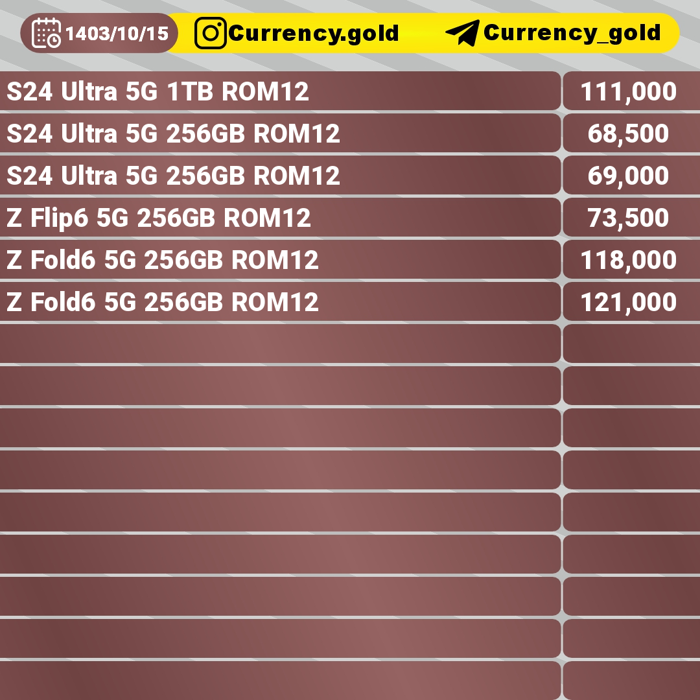 1403/10/15 Currency.gold Currency_gold
S24 Ultra 5G 1TB ROM12 111,000
S24 Ultra 5G 256GB ROM12 68,500
S24 Ultra 5G 256GB ROM12 69,000
Z Flip6 5G 256GB ROM12 73,500
Z Fold6 5G 256GB ROM12 118,000
Z Fold6 5G 256GB ROM12 121,000